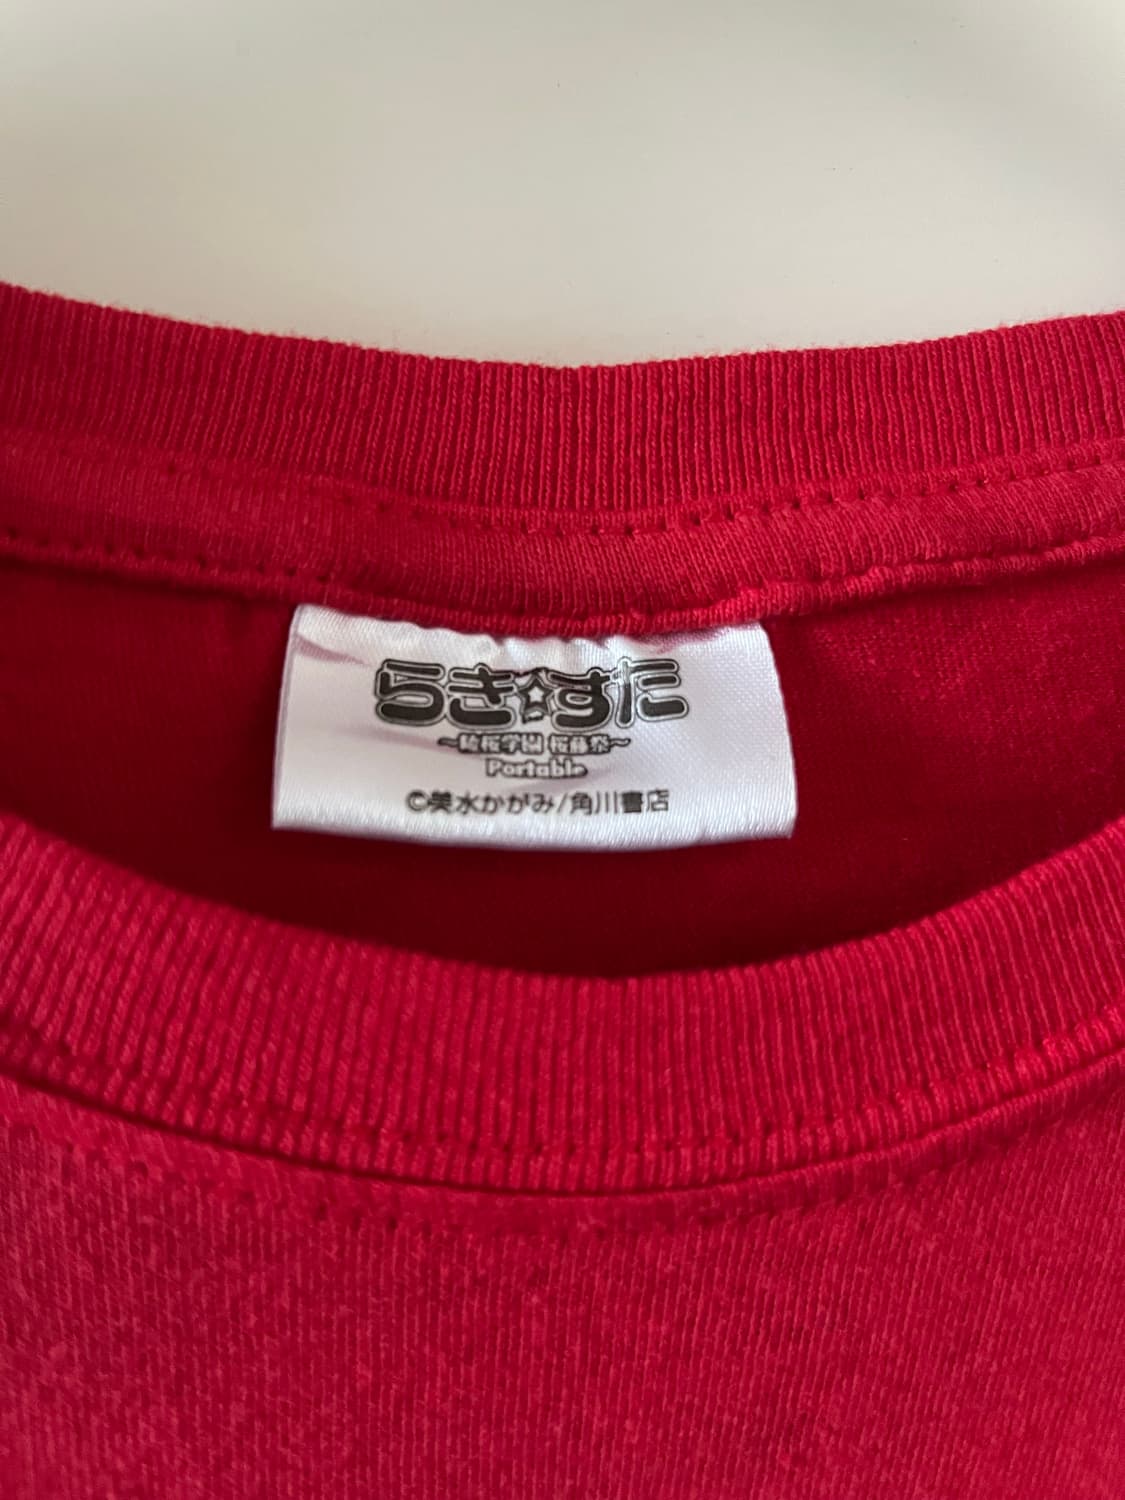 らき☆すた
〜陵桜学園 桜藤祭〜
Portable
©美水かがみ/角川書店